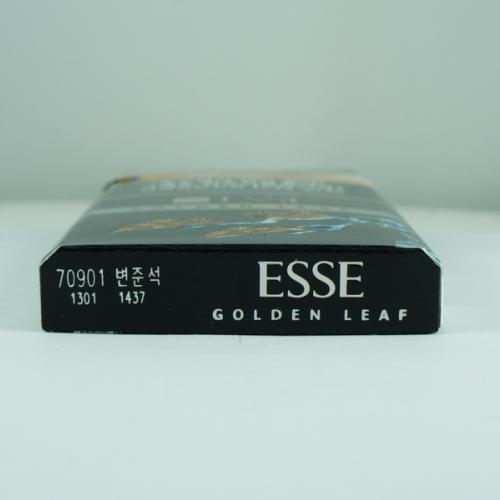 70901 변준석
1301 1437
ESSE
GOLDEN LEAF